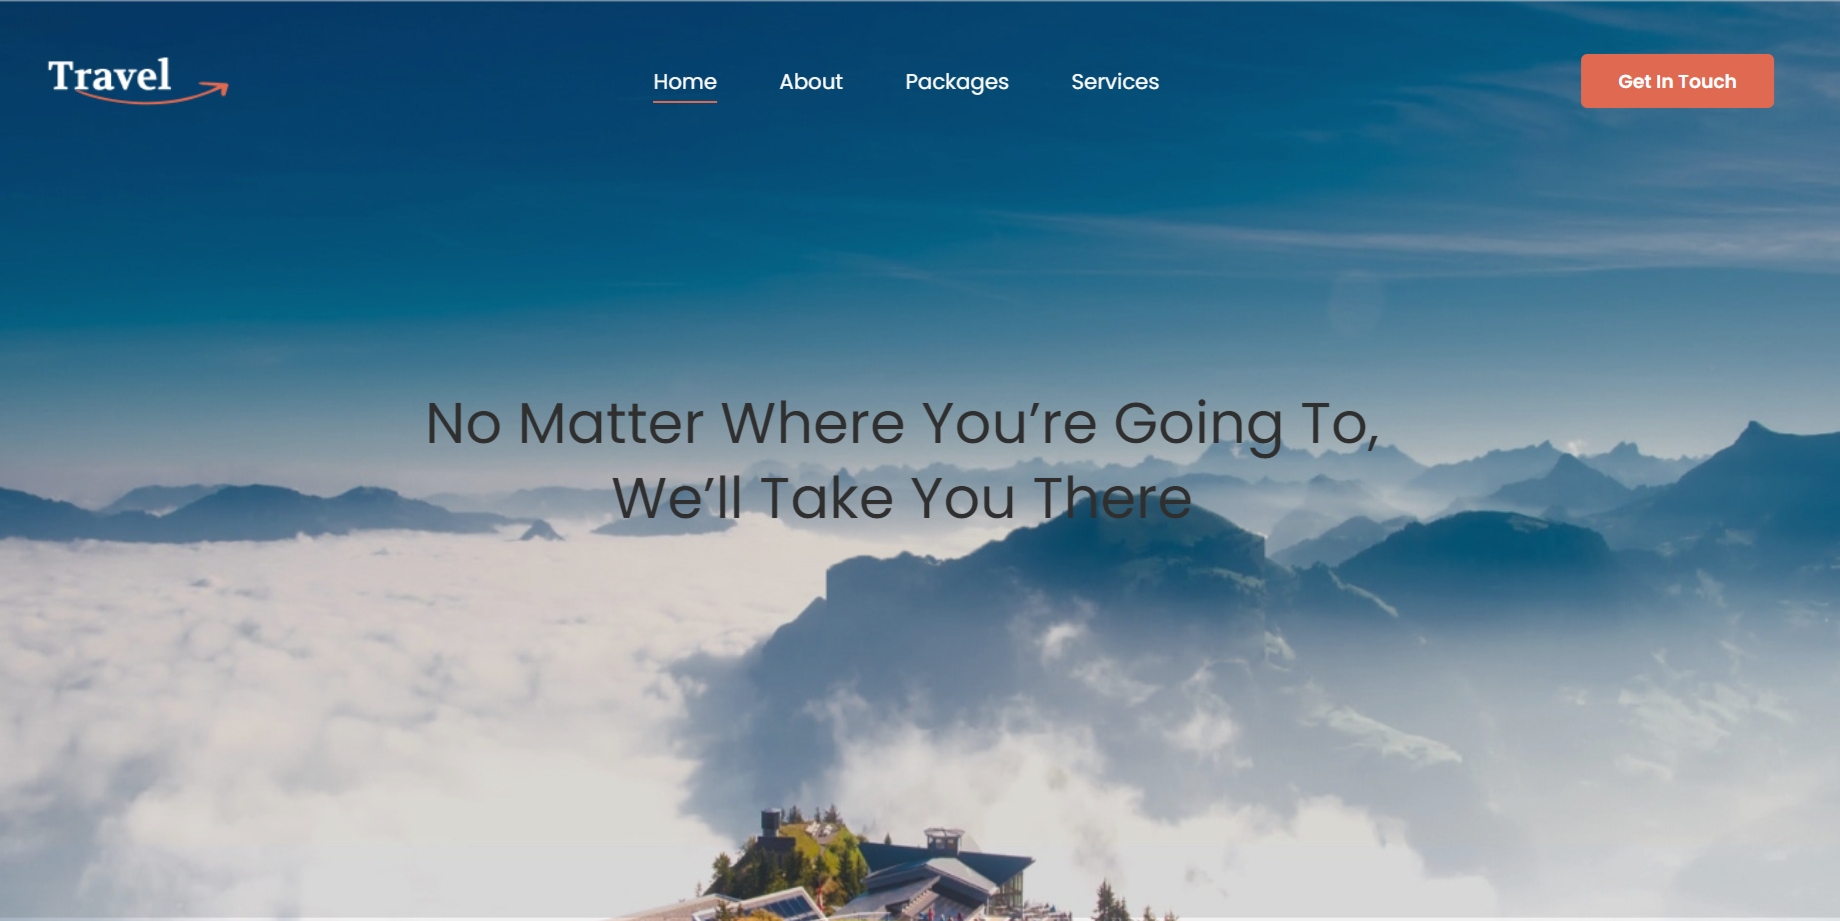 Travel
Home About Packages Services
Get In Touch
No Matter Where You’re Going To,
We’ll Take You There